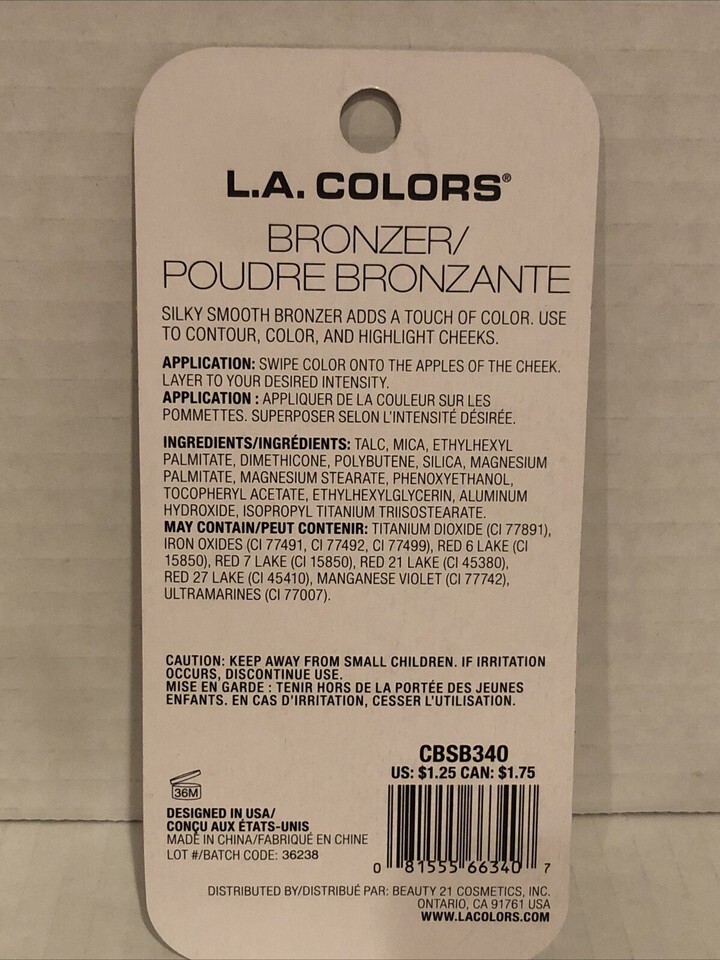 L.A. COLORS®
BRONZER/
POUDRE BRONZANTE
SILKY SMOOTH BRONZER ADDS A TOUCH OF COLOR. USE
TO CONTOUR, COLOR, AND HIGHLIGHT CHEEKS.
APPLICATION: SWIPE COLOR ONTO THE APPLES OF THE CHEEK.
LAYER TO YOUR DESIRED INTENSITY.
APPLICATION : APPLIQUER DE LA COULEUR SUR LES
POMMETTES. SUPERPOSER SELON L'INTENSITÉ DÉSIRÉE.
INGREDIENTS/INGRÉDIENTS: TALC, MICA, ETHYLHEXYL
PALMITATE, DIMETHICONE, POLYBUTENE, SILICA, MAGNESIUM
PALMITATE, MAGNESIUM STEARATE, PHENOXYETHANOL,
TOCOPHERYL ACETATE, ETHYLHEXYLGLYCERIN, ALUMINUM
HYDROXIDE, ISOPROPYL TITANIUM TRIISOSTEARATE.
MAY CONTAIN/PEUT CONTENIR: TITANIUM DIOXIDE (CI 77891),
IRON OXIDES (CI 77491, CI 77492, CI 77499), RED 6 LAKE (CI
15850), RED 7 LAKE (CI 15850), RED 21 LAKE (CI 45380),
RED 27 LAKE (CI 45410), MANGANESE VIOLET (CI 77742),
ULTRAMARINES (CI 77007).
CAUTION: KEEP AWAY FROM SMALL CHILDREN. IF IRRITATION
OCCURS, DISCONTINUE USE.
MISE EN GARDE : TENIR HORS DE LA PORTÉE DES JEUNES
ENFANTS. EN CAS D'IRRITATION, CESSER L'UTILISATION.
CBSB340
US: $1.25 CAN: $1.75
36M
DESIGNED IN USA/
CONÇU AUX ÉTATS-UNIS
MADE IN CHINA/FABRIQUÉ EN CHINE
LOT #/BATCH CODE: 36238
0 81555 66340 7
DISTRIBUTED BY/DISTRIBUÉ PAR: BEAUTY 21 COSMETICS, INC.
ONTARIO, CA 91761 USA
WWW.LACOLORS.COM